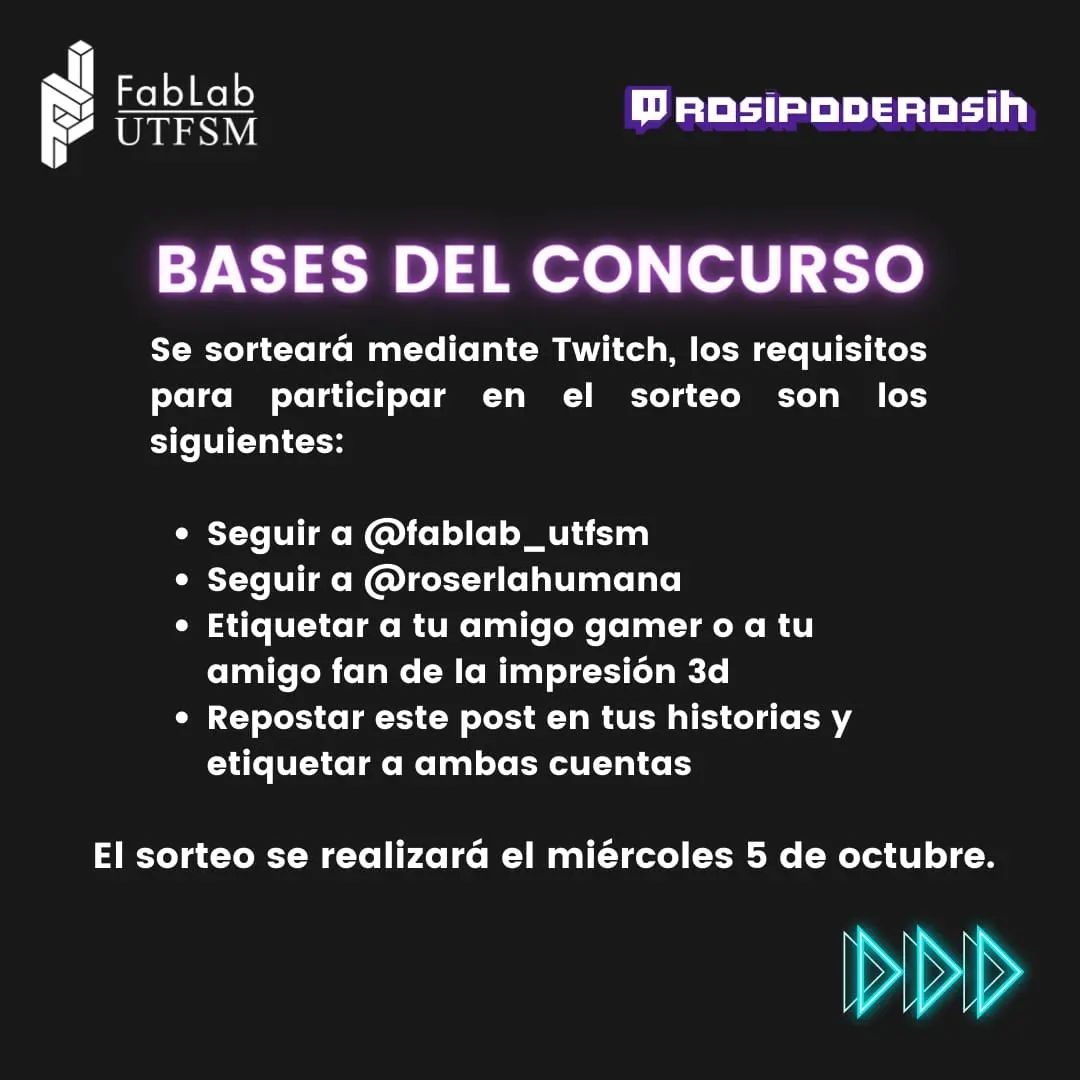 FabLab
UTFSM
rosipoderosih
BASES DEL CONCURSO
Se sorteará mediante Twitch, los requisitos
para participar en el sorteo son los
siguientes:
• Seguir a @fablab_utfsm
• Seguir a @roserlahumana
• Etiquetar a tu amigo gamer o a tu
amigo fan de la impresión 3d
• Repostar este post en tus historias y
etiquetar a ambas cuentas
El sorteo se realizará el miércoles 5 de octubre.